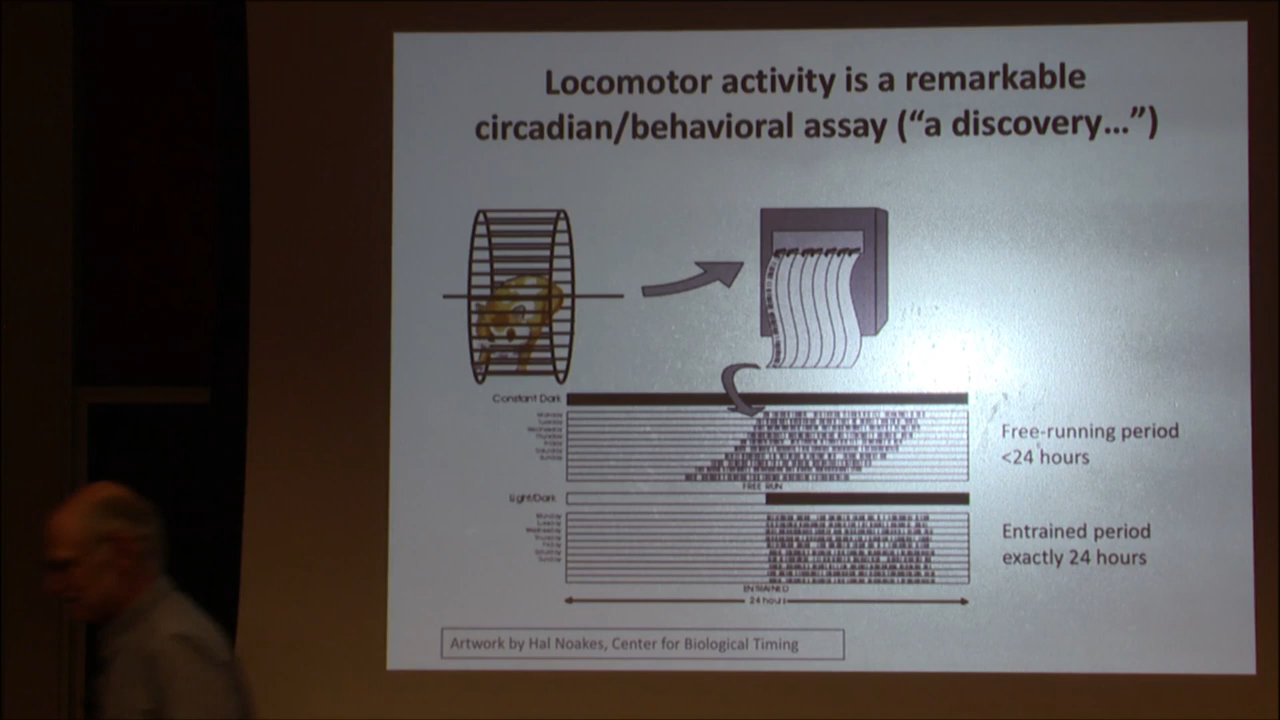 Locomotor activity is a remarkable
circadian/behavioral assay (“a discovery...”)
Constant Dark
Free-running period
<24 hours
FREE RUN
Light/Dark
Entrained period
exactly 24 hours
ENTRAINED
24 hours
Artwork by Hal Noakes, Center for Biological Timing